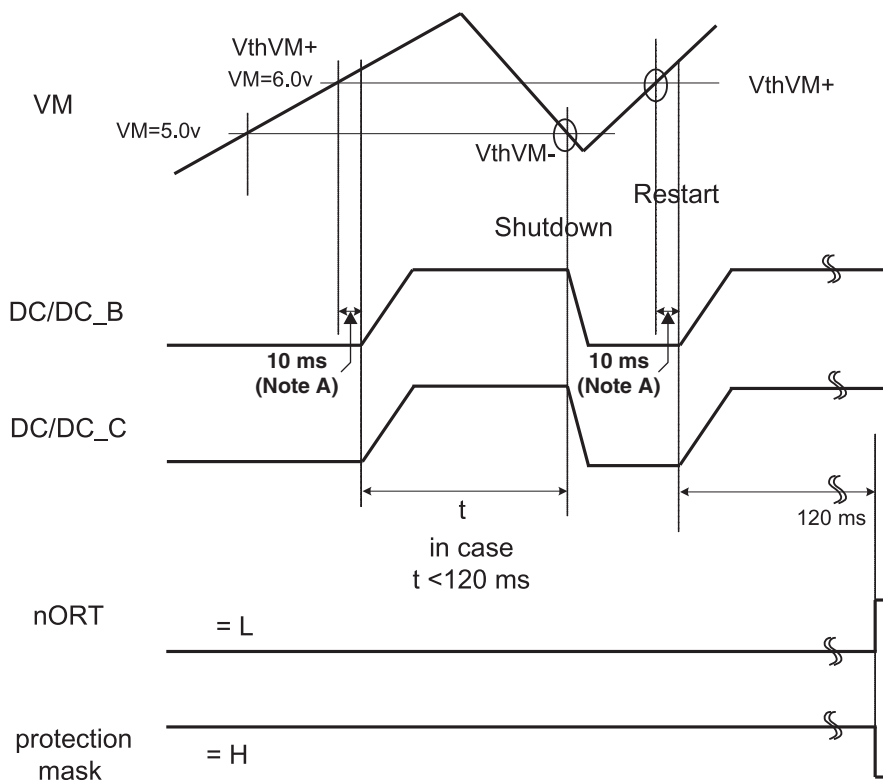 VthVM+
VM=6.0v
VM
VthVM+
VM=5.0v
VthVM-
Restart
Shutdown
DC/DC_B
10 ms
(Note A)
10 ms
(Note A)
DC/DC_C
t
120 ms
in case
t <120 ms
nORT
= L
protection
mask
= H